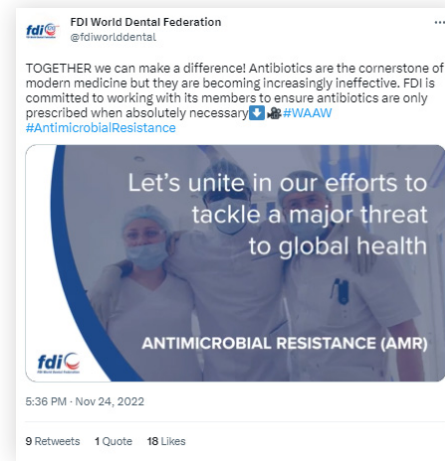 FDI World Dental Federation
@fdiworlddental
TOGETHER we can make a difference! Antibiotics are the cornerstone of
modern medicine but they are becoming increasingly ineffective. FDI is
committed to working with its members to ensure antibiotics are only
prescribed when absolutely necessary⬇️🎥#WAAW
#AntimicrobialResistance
Let's unite in our efforts to
tackle a major threat
to global health
ANTIMICROBIAL RESISTANCE (AMR)
fdi
5:36 PM · Nov 24, 2022
9 Retweets 1 Quote 18 Likes